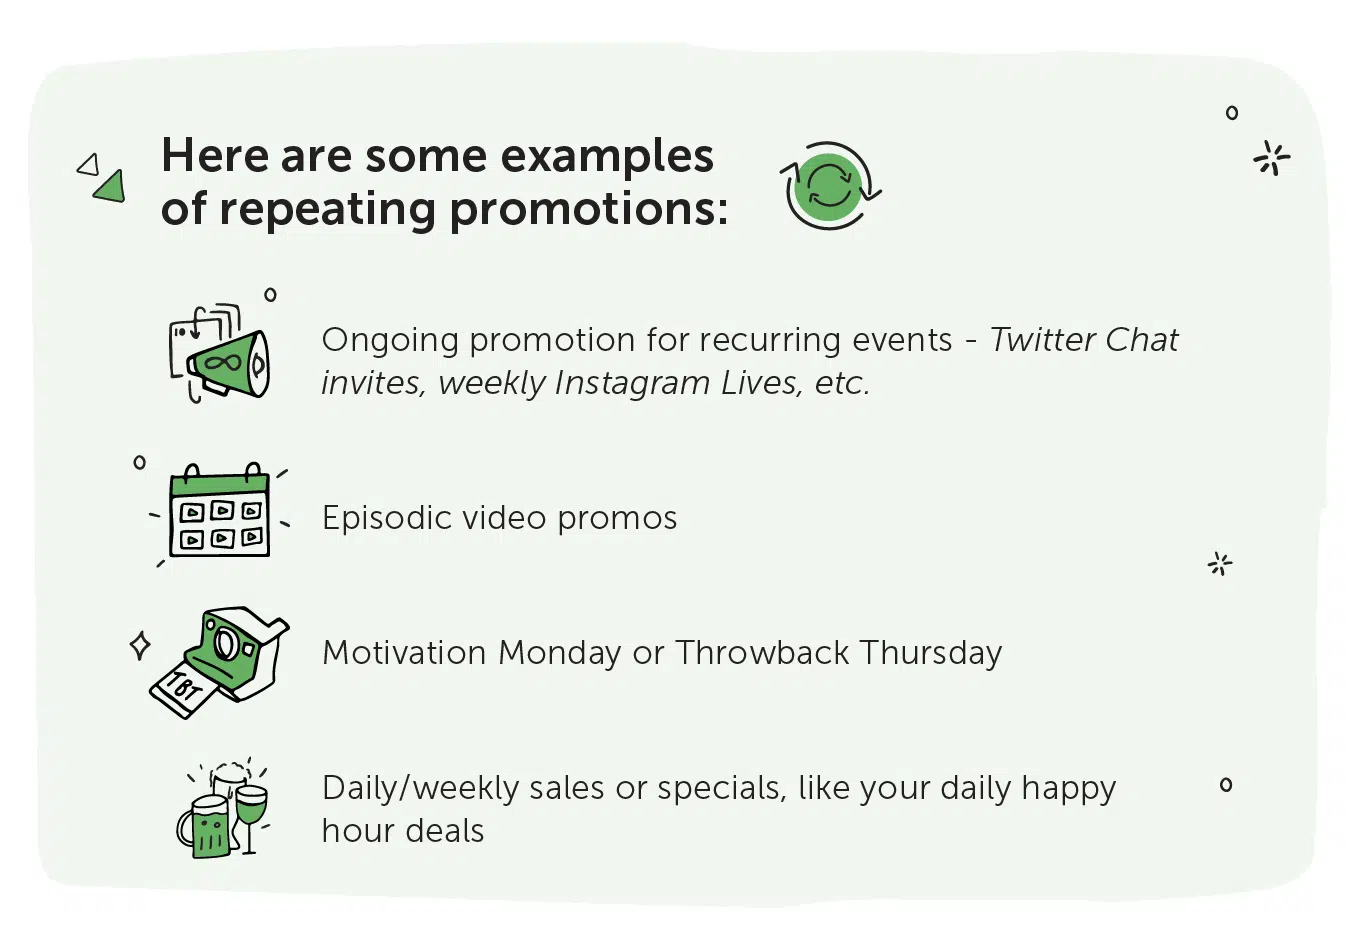 Here are some examples
of repeating promotions:
Ongoing promotion for recurring events - Twitter Chat
invites, weekly Instagram Lives, etc.
Episodic video promos
Motivation Monday or Throwback Thursday
TBT
Daily/weekly sales or specials, like your daily happy
hour deals